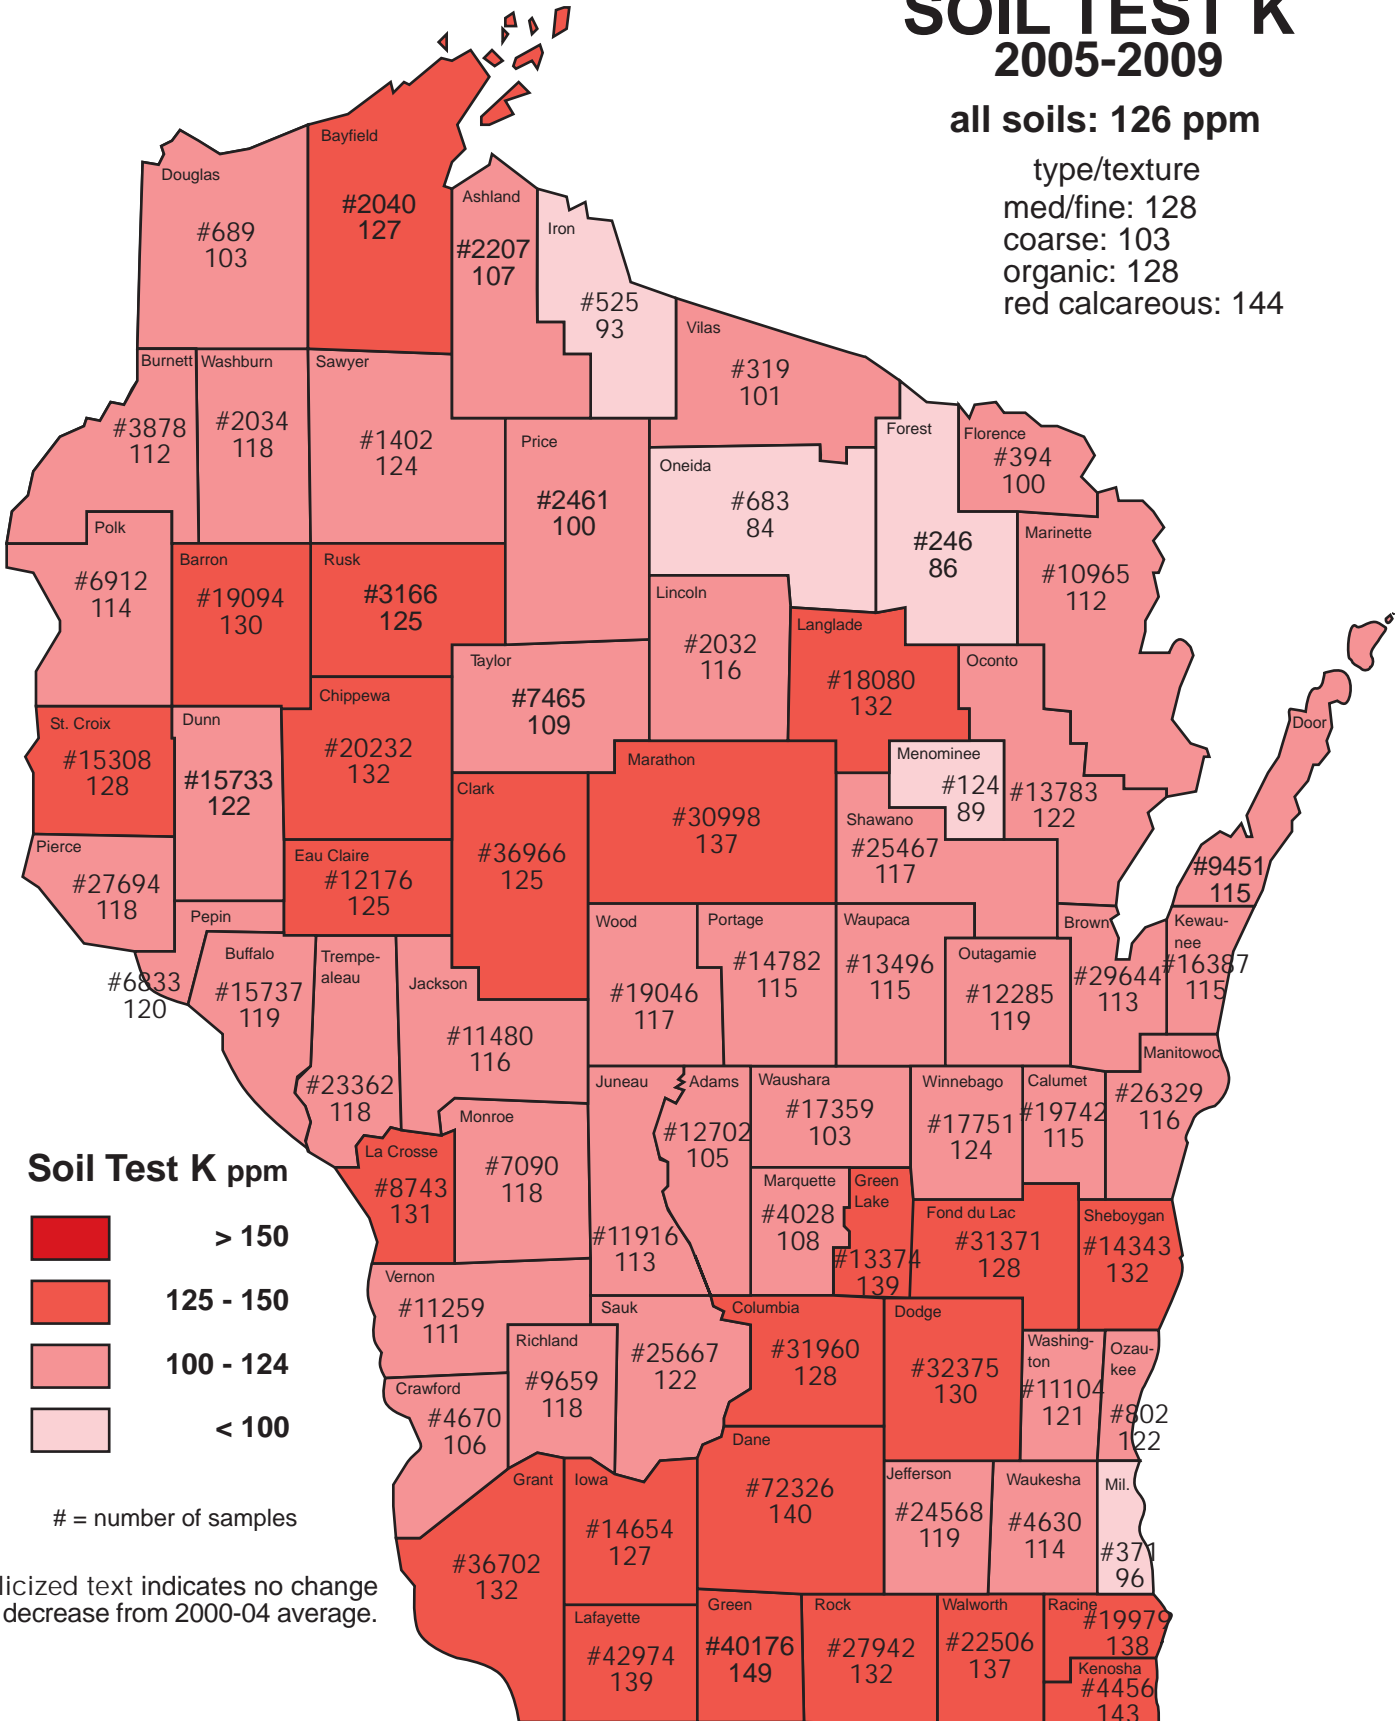 SOIL TEST K
2005-2009
all soils: 126 ppm
type/texture
med/fine: 128
coarse: 103
organic: 128
red calcareous: 144
Bayfield
#2040
127
Douglas
#689
103
Ashland
#2207
107
Iron
#525
93
Vilas
#319
101
Burnett
#3878
112
Washburn
#2034
118
Sawyer
#1402
124
Price
#2461
100
Oneida
#683
84
Forest
#246
86
Florence
#394
100
Marinette
#10965
112
Polk
#6912
114
Barron
#19094
130
Rusk
#3166
125
Lincoln
#2032
116
Langlade
#18080
132
Taylor
#7465
109
Oconto
#13783
122
Chippewa
#20232
132
St. Croix
#15308
128
Dunn
#15733
122
Door
#9451
115
Menominee
#124
89
Marathon
#30998
137
Clark
#36966
125
Shawano
#25467
117
Pierce
#27694
118
Eau Claire
#12176
125
Pepin
#6833
120
Buffalo
#15737
119
Trempe-
aleau
#23362
118
Jackson
#11480
116
Wood
#19046
117
Portage
#14782
115
Waupaca
#13496
115
Outagamie
#12285
119
Brown
#29644
113
Kewau-
nee
#16387
115
Manitowoc
#26329
116
Juneau
#11916
113
Adams
#12702
105
Waushara
#17359
103
Winnebago
#17751
124
Calumet
#19742
115
Monroe
#7090
118
La Crosse
#8743
131
Marquette
#4028
108
Green
Lake
#13374
139
Fond du Lac
#31371
128
Sheboygan
#14343
132
Vernon
#11259
111
Sauk
#25667
122
Columbia
#31960
128
Dodge
#32375
130
Richland
#9659
118
Washing-
ton
#11104
121
Ozau-
kee
#802
122
Crawford
#4670
106
Dane
#72326
140
Grant
#36702
132
Iowa
#14654
127
Jefferson
#24568
119
Waukesha
#4630
114
Mil.
#371
96
Lafayette
#42974
139
Green
#40176
149
Rock
#27942
132
Walworth
#22506
137
Racine
#19979
138
Kenosha
#4456
143
Soil Test K ppm
> 150
125 - 150
100 - 124
< 100
# = number of samples
licized text indicates no change
decrease from 2000-04 average.